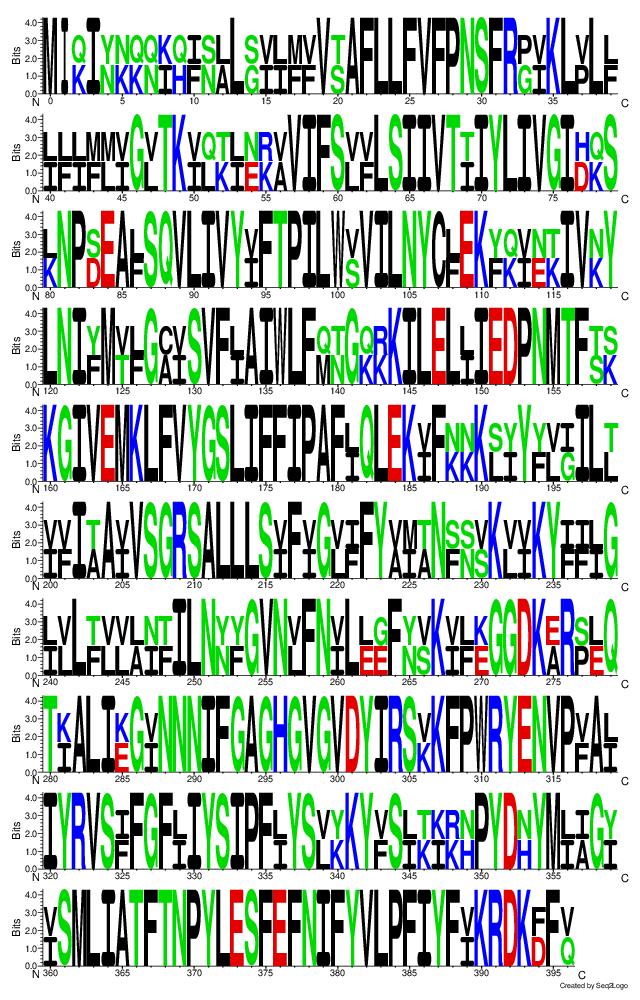 4.0 3.0 2.0 1.0 0.0 Bits
MIQIYNQQKQISLLSVLMVVTAFLLFVFPNSFRPVKLVLL
N 0 5 10 15 20 25 30 35 C
4.0 3.0 2.0 1.0 0.0 Bits
LLLMMVGVTKVQTLNRVVIFSVVLSIIVTIIYLIVGIHQS
N 40 45 50 55 60 65 70 75 C
4.0 3.0 2.0 1.0 0.0 Bits
LNPSEALSQVLIVYVFTPILWVVILNYCLEKYQVNTIVNY
N 80 85 90 95 100 105 110 115 C
4.0 3.0 2.0 1.0 0.0 Bits
LNIYMVLGCVSVFLAIWLFQTGQRKILELLIEDPNMTFTS
N 120 125 130 135 140 145 150 155 C
4.0 3.0 2.0 1.0 0.0 Bits
KGIVEMKLFVYGSLIFFIPAFLQLEKVFNNKSYYYVIILT
N 160 165 170 175 180 185 190 195 C
4.0 3.0 2.0 1.0 0.0 Bits
VVITAVVSGRSALLLSVFVGVIFYVMTNSSVKVVKYIILG
N 200 205 210 215 220 225 230 235 C
4.0 3.0 2.0 1.0 0.0 Bits
LVLTVVLNTILNYYGVNVFNVLLGFYVKVLKGGDKERSLQ
N 240 245 250 255 260 265 270 275 C
4.0 3.0 2.0 1.0 0.0 Bits
TKALIKGVNNNIFGAGHGVGVDYIRSVKFPWRYENVPVAL
N 280 285 290 295 300 305 310 315 C
4.0 3.0 2.0 1.0 0.0 Bits
IYRVSIFGFLIYSIPFLYSVYKYVSLTKRNPYDNYMLIGY
N 320 325 330 335 340 345 350 355 C
4.0 3.0 2.0 1.0 0.0 Bits
VSMLIATFTNPYLESFEFNIFYVLPFIYFVKRDKFFV
N 360 365 370 375 380 385 390 395 C
Created by Seq2Logo